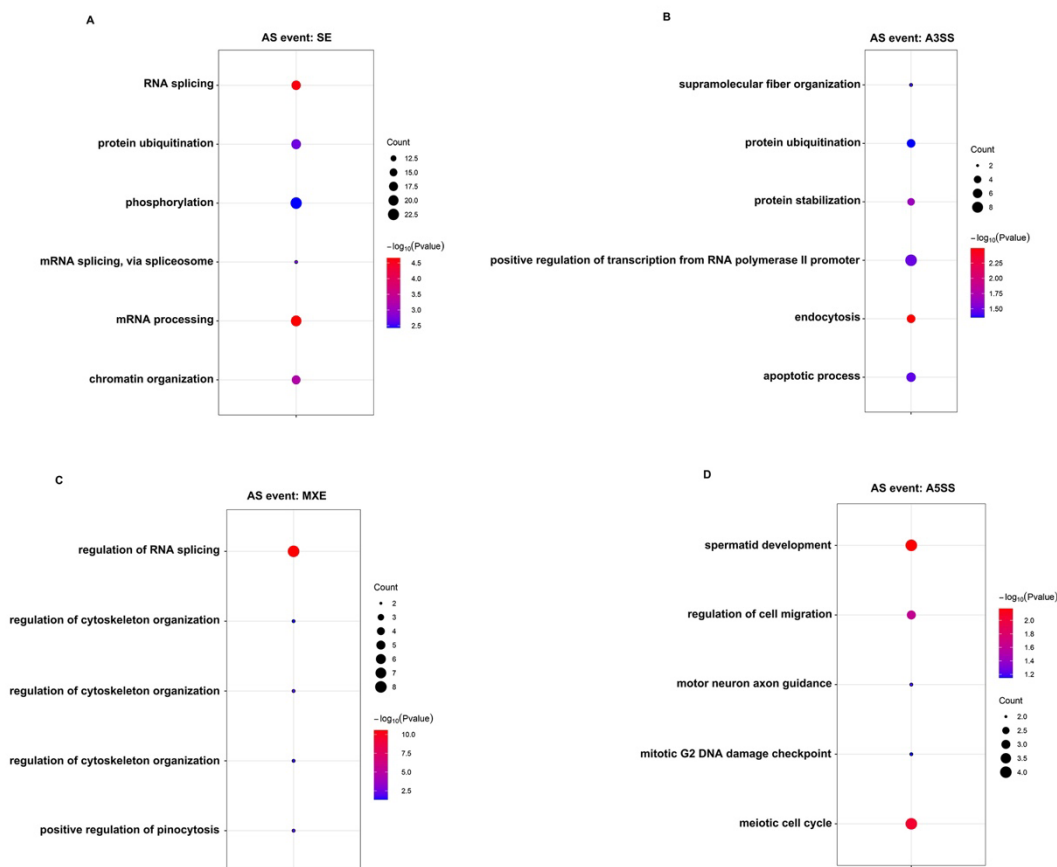 A
AS event: SE
RNA splicing
protein ubiquitination
phosphorylation
mRNA splicing, via spliceosome
mRNA processing
chromatin organization
Count
12.5
15.0
17.5
20.0
22.5
−log10(Pvalue)
4.5
4.0
3.5
3.0
2.5
B
AS event: A3SS
supramolecular fiber organization
protein ubiquitination
protein stabilization
positive regulation of transcription from RNA polymerase II promoter
endocytosis
apoptotic process
Count
2
4
6
8
−log10(Pvalue)
2.25
2.00
1.75
1.50
C
AS event: MXE
regulation of RNA splicing
regulation of cytoskeleton organization
regulation of cytoskeleton organization
regulation of cytoskeleton organization
positive regulation of pinocytosis
Count
2
3
4
5
6
7
8
−log10(Pvalue)
10.0
7.5
5.0
2.5
D
AS event: A5SS
spermatid development
regulation of cell migration
motor neuron axon guidance
mitotic G2 DNA damage checkpoint
meiotic cell cycle
−log10(Pvalue)
2.0
1.8
1.6
1.4
1.2
Count
2.0
2.5
3.0
3.5
4.0